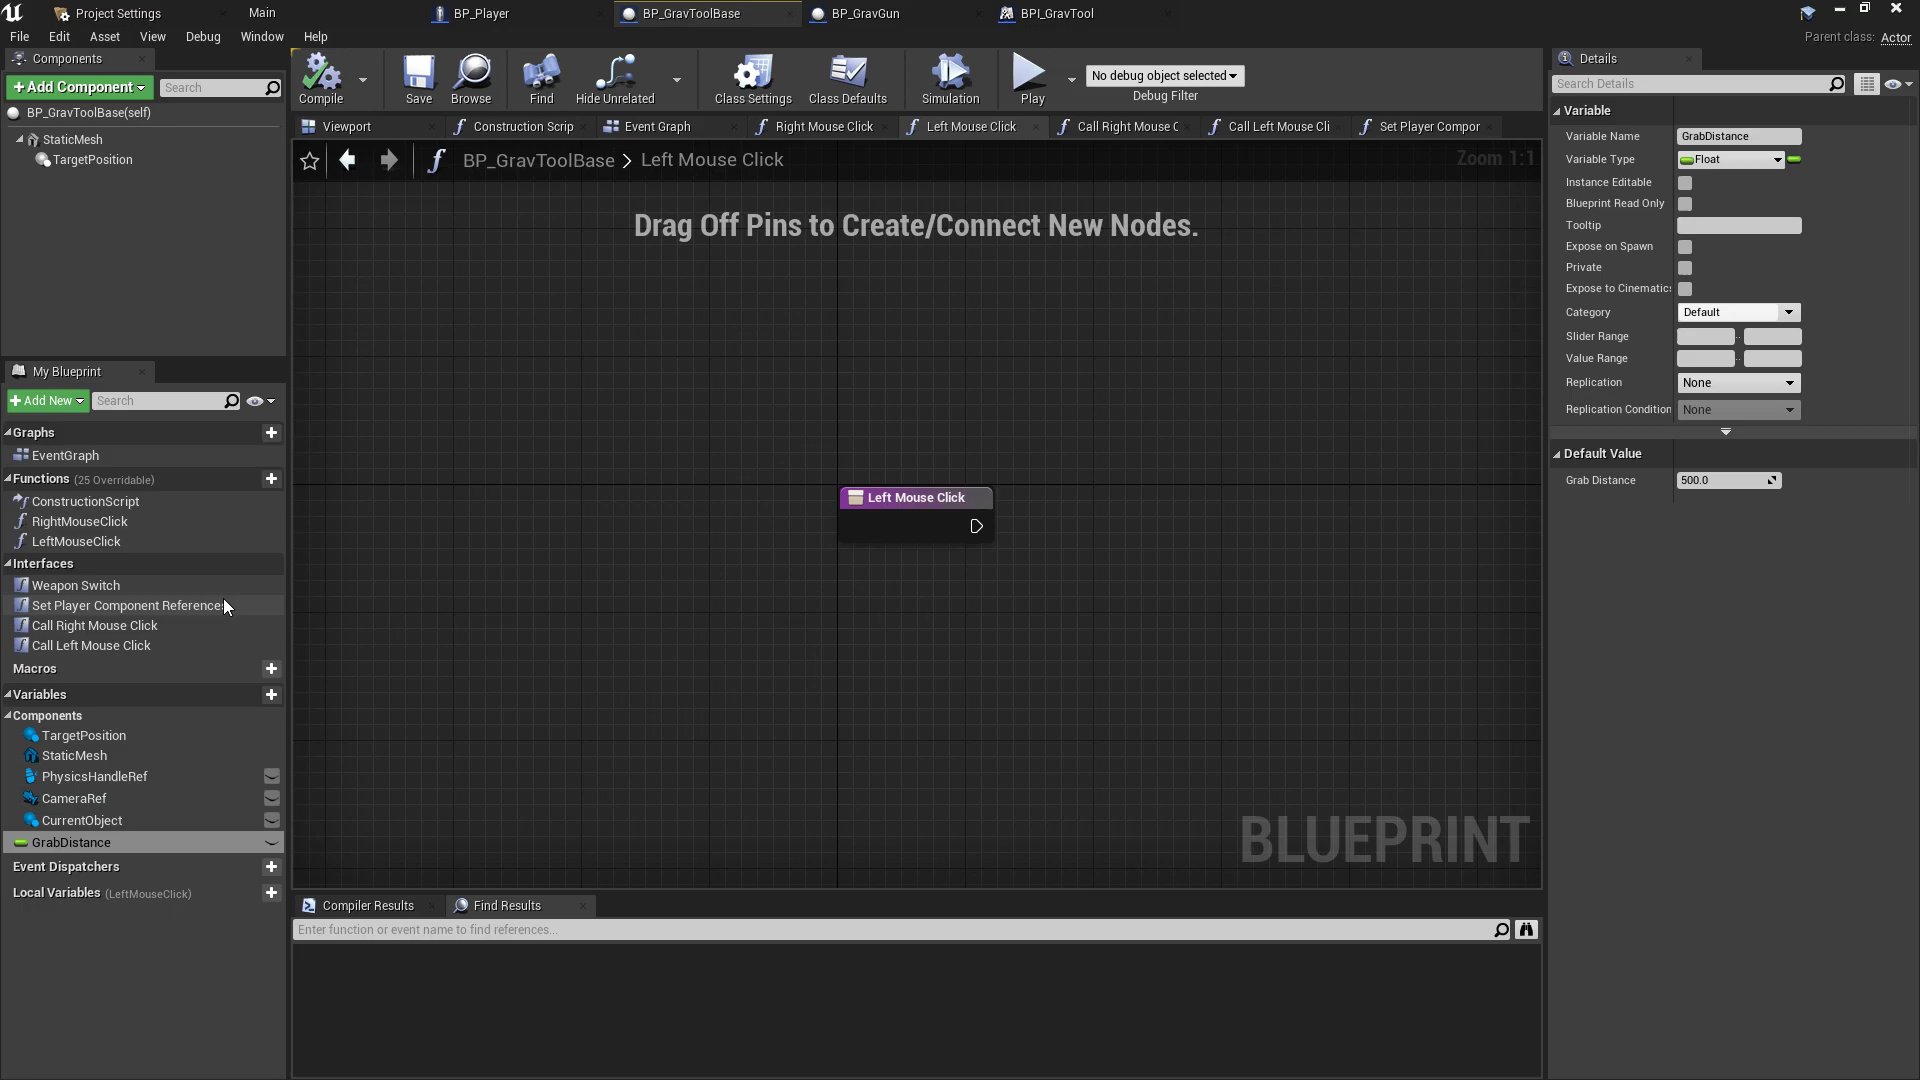 Project Settings
Main
BP_Player
BP_GravToolBase
BP_GravGun
BPI_GravTool
File
Edit
Asset
View
Debug
Window
Help
Parent class:
Actor
Components
+Add Component
Search
BP_GravToolBase(self)
StaticMesh
TargetPosition
Compile
Save
Browse
Find
Hide Unrelated
Class Settings
Class Defaults
Simulation
Play
No debug object selected
Debug Filter
Viewport
Construction Scrip
Event Graph
Right Mouse Click
Left Mouse Click
Call Right Mouse C
Call Left Mouse Cli
Set Player Compor
BP_GravToolBase > Left Mouse Click
Zoom 1:1
Drag Off Pins to Create/Connect New Nodes.
Left Mouse Click
BLUEPRINT
My Blueprint
+Add New
Search
Graphs
EventGraph
Functions (25 Overridable)
ConstructionScript
RightMouseClick
LeftMouseClick
Interfaces
Weapon Switch
Set Player Component References
Call Right Mouse Click
Call Left Mouse Click
Macros
Variables
Components
TargetPosition
StaticMesh
PhysicsHandleRef
CameraRef
CurrentObject
GrabDistance
Event Dispatchers
Local Variables (LeftMouseClick)
Compiler Results
Find Results
Enter function or event name to find references...
Details
Search Details
Variable
Variable Name
GrabDistance
Variable Type
Float
Instance Editable
Blueprint Read Only
Tooltip
Expose on Spawn
Private
Expose to Cinematics
Category
Default
Slider Range
Value Range
Replication
None
Replication Condition
None
Default Value
Grab Distance
500.0